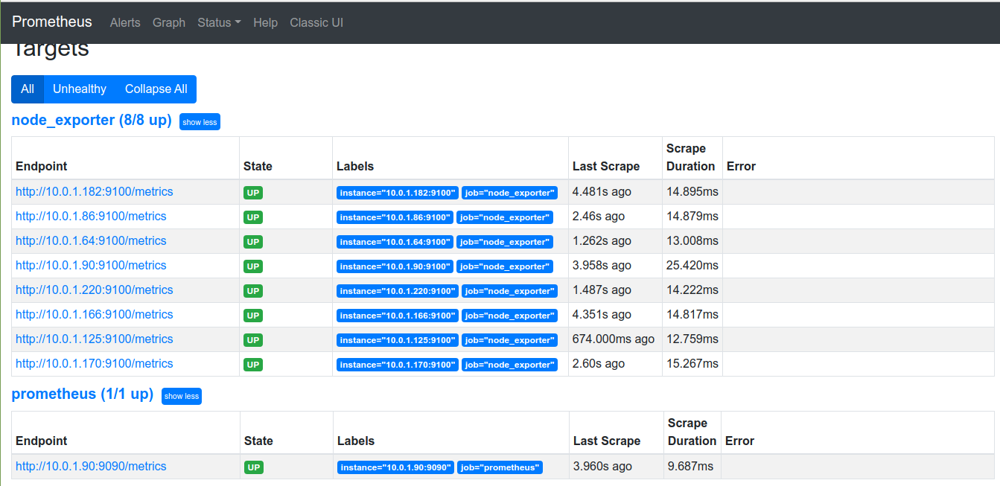 Prometheus Alerts Graph Status Help Classic UI
Targets
All Unhealthy Collapse All
node_exporter (8/8 up) show less
Endpoint State Labels Last Scrape Scrape Duration Error
http://10.0.1.182:9100/metrics UP instance="10.0.1.182:9100" job="node_exporter" 4.481s ago 14.895ms
http://10.0.1.86:9100/metrics UP instance="10.0.1.86:9100" job="node_exporter" 2.46s ago 14.879ms
http://10.0.1.64:9100/metrics UP instance="10.0.1.64:9100" job="node_exporter" 1.262s ago 13.008ms
http://10.0.1.90:9100/metrics UP instance="10.0.1.90:9100" job="node_exporter" 3.958s ago 25.420ms
http://10.0.1.220:9100/metrics UP instance="10.0.1.220:9100" job="node_exporter" 1.487s ago 14.222ms
http://10.0.1.166:9100/metrics UP instance="10.0.1.166:9100" job="node_exporter" 4.351s ago 14.817ms
http://10.0.1.125:9100/metrics UP instance="10.0.1.125:9100" job="node_exporter" 674.000ms ago 12.759ms
http://10.0.1.170:9100/metrics UP instance="10.0.1.170:9100" job="node_exporter" 2.60s ago 15.267ms
prometheus (1/1 up) show less
Endpoint State Labels Last Scrape Scrape Duration Error
http://10.0.1.90:9090/metrics UP instance="10.0.1.90:9090" job="prometheus" 3.960s ago 9.687ms